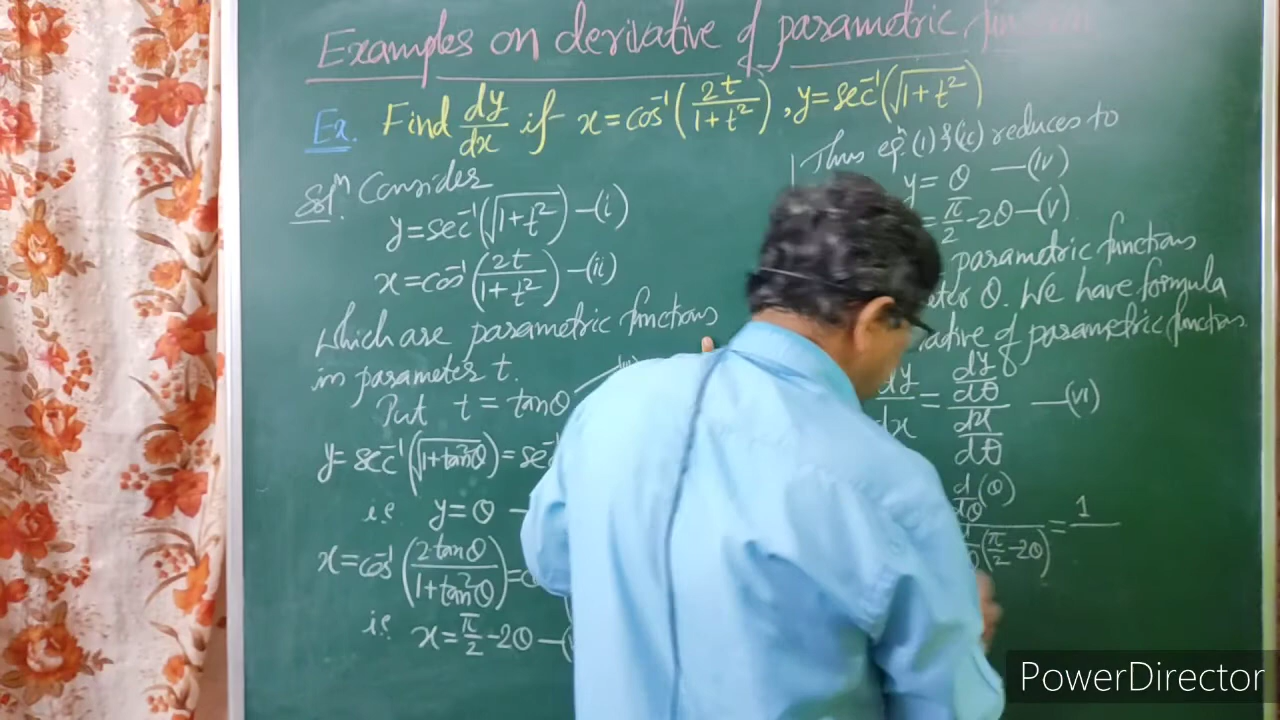 Examples on derivative of parametric function
Ex. Find dy/dx if x = cos⁻¹(2t/(1+t²)), y = sec⁻¹(√(1+t²))
Solⁿ. Consider
y = sec⁻¹(√(1+t²)) —(i)
x = cos⁻¹(2t/(1+t²)) —(ii)
Which are parametric functions
in parameter t.
Put t = tanθ
y = sec⁻¹(√(1+tan²θ)) =
i.e. y = θ —
x = cos⁻¹(2tanθ/(1+tan²θ)) =
i.e. x = π/2 - 2θ —
Thus eqⁿ. reduces to
y = θ —(iv)
= π/2 - 2θ —(v)
parametric functions
θ. We have formula
of parametric functions
dy/dx = (dy/dθ)/(dx/dθ) —(vi)
d/dθ(θ)
(π/2 - 2θ) = 1
PowerDirector